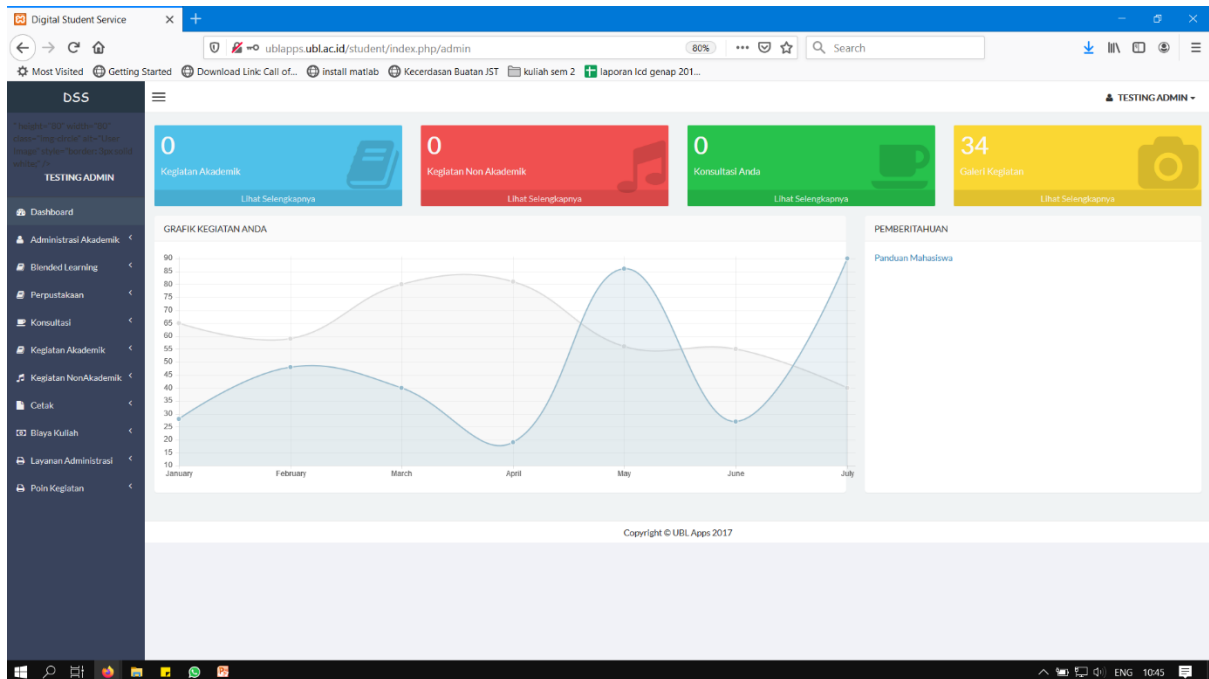 Digital Student Service
ublapps.ubl.ac.id/student/index.php/admin
80%
Search
Most Visited
Getting Started
Download Link: Call of...
install matlab
Kecerdasan Buatan JST
kuliah sem 2
laporan lcd genap 201...
DSS
TESTING ADMIN
TESTING ADMIN
Dashboard
Administrasi Akademik
Blended Learning
Perpustakaan
Konsultasi
Kegiatan Akademik
Kegiatan NonAkademik
Cetak
Biaya Kuliah
Layanan Administrasi
Poin Kegiatan
0
Kegiatan Akademik
Lihat Selengkapnya
0
Kegiatan Non Akademik
Lihat Selengkapnya
0
Konsultasi Anda
Lihat Selengkapnya
34
Galeri Kegiatan
Lihat Selengkapnya
GRAFIK KEGIATAN ANDA
90
85
80
75
70
65
60
55
50
45
40
35
30
25
20
15
10
January
February
March
April
May
June
July
PEMBERITAHUAN
Panduan Mahasiswa
Copyright © UBL Apps 2017
ENG
10:45